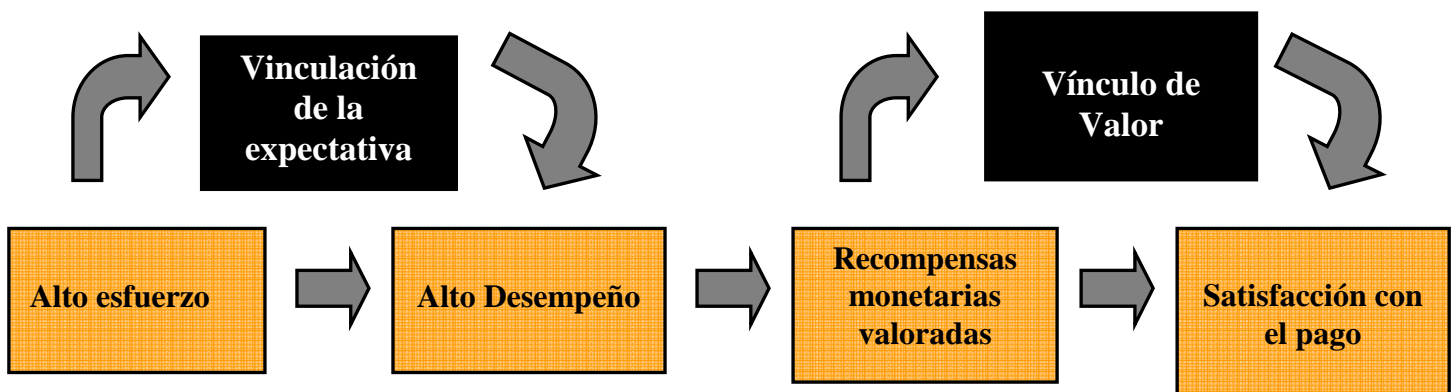 Vinculación
de la
expectativa
Vínculo de
Valor
Alto esfuerzo
Alto Desempeño
Recompensas
monetarias
valoradas
Satisfacción con
el pago